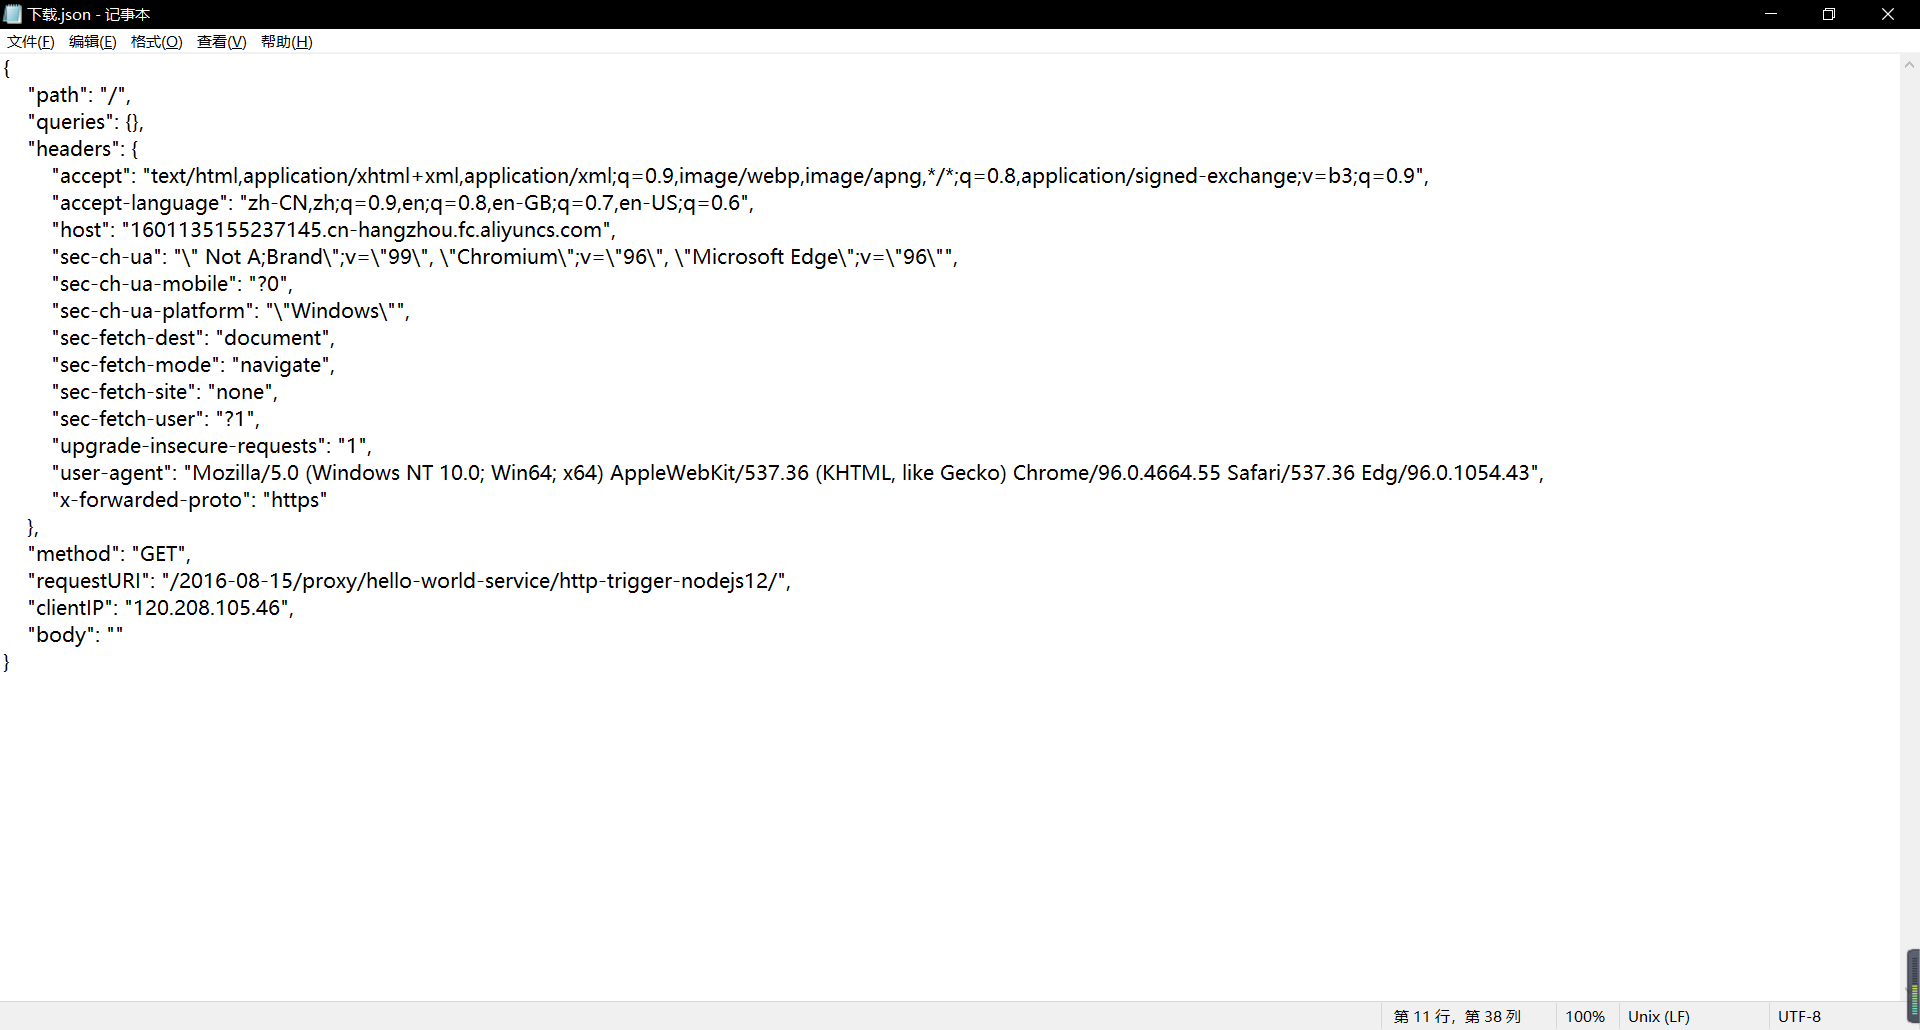 下载.json - 记事本
文件(F) 编辑(E) 格式(O) 查看(V) 帮助(H)
{
    "path": "/",
    "queries": {},
    "headers": {
        "accept": "text/html,application/xhtml+xml,application/xml;q=0.9,image/webp,image/apng,*/*;q=0.8,application/signed-exchange;v=b3;q=0.9",
        "accept-language": "zh-CN,zh;q=0.9,en;q=0.8,en-GB;q=0.7,en-US;q=0.6",
        "host": "1601135155237145.cn-hangzhou.fc.aliyuncs.com",
        "sec-ch-ua": "\" Not A;Brand\";v=\"99\", \"Chromium\";v=\"96\", \"Microsoft Edge\";v=\"96\"",
        "sec-ch-ua-mobile": "?0",
        "sec-ch-ua-platform": "\"Windows\"",
        "sec-fetch-dest": "document",
        "sec-fetch-mode": "navigate",
        "sec-fetch-site": "none",
        "sec-fetch-user": "?1",
        "upgrade-insecure-requests": "1",
        "user-agent": "Mozilla/5.0 (Windows NT 10.0; Win64; x64) AppleWebKit/537.36 (KHTML, like Gecko) Chrome/96.0.4664.55 Safari/537.36 Edg/96.0.1054.43",
        "x-forwarded-proto": "https"
    },
    "method": "GET",
    "requestURI": "/2016-08-15/proxy/hello-world-service/http-trigger-nodejs12/",
    "clientIP": "120.208.105.46",
    "body": ""
}
第 11 行，第 38 列 100% Unix (LF) UTF-8